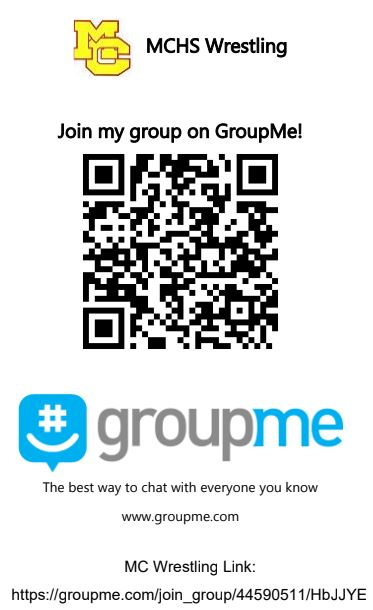 MC
MCHS Wrestling
Join my group on GroupMe!
#
groupme
The best way to chat with everyone you know
www.groupme.com
MC Wrestling Link:
https://groupme.com/join_group/44590511/HbJJYE